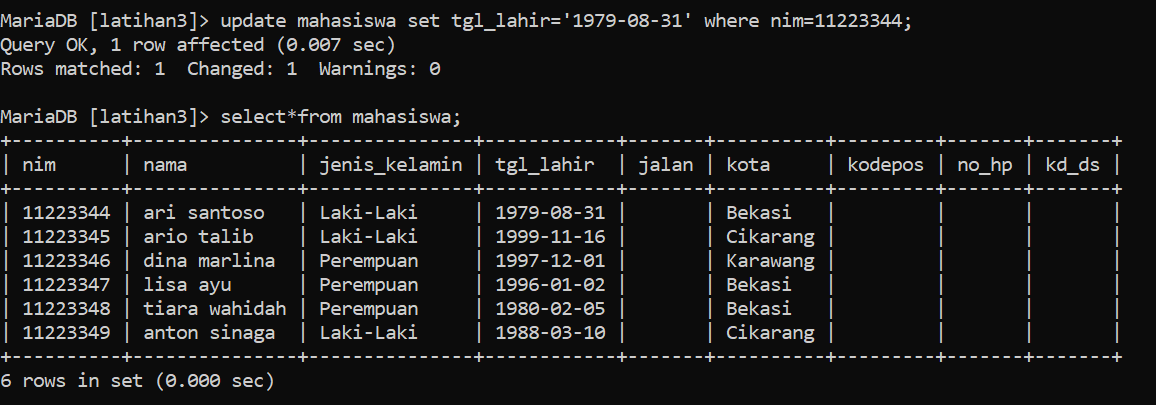 MariaDB [latihan3]> update mahasiswa set tgl_lahir='1979-08-31' where nim=11223344;
Query OK, 1 row affected (0.007 sec)
Rows matched: 1  Changed: 1  Warnings: 0

MariaDB [latihan3]> select*from mahasiswa;
+----------+---------------+---------------+------------+-------+----------+---------+-------+-------+
| nim      | nama          | jenis_kelamin | tgl_lahir  | jalan | kota     | kodepos | no_hp | kd_ds |
+----------+---------------+---------------+------------+-------+----------+---------+-------+-------+
| 11223344 | ari santoso   | Laki-Laki     | 1979-08-31 |       | Bekasi   |         |       |       |
| 11223345 | ario talib    | Laki-Laki     | 1999-11-16 |       | Cikarang |         |       |       |
| 11223346 | dina marlina  | Perempuan     | 1997-12-01 |       | Karawang |         |       |       |
| 11223347 | lisa ayu      | Perempuan     | 1996-01-02 |       | Bekasi   |         |       |       |
| 11223348 | tiara wahidah | Perempuan     | 1980-02-05 |       | Bekasi   |         |       |       |
| 11223349 | anton sinaga  | Laki-Laki     | 1988-03-10 |       | Cikarang |         |       |       |
+----------+---------------+---------------+------------+-------+----------+---------+-------+-------+
6 rows in set (0.000 sec)